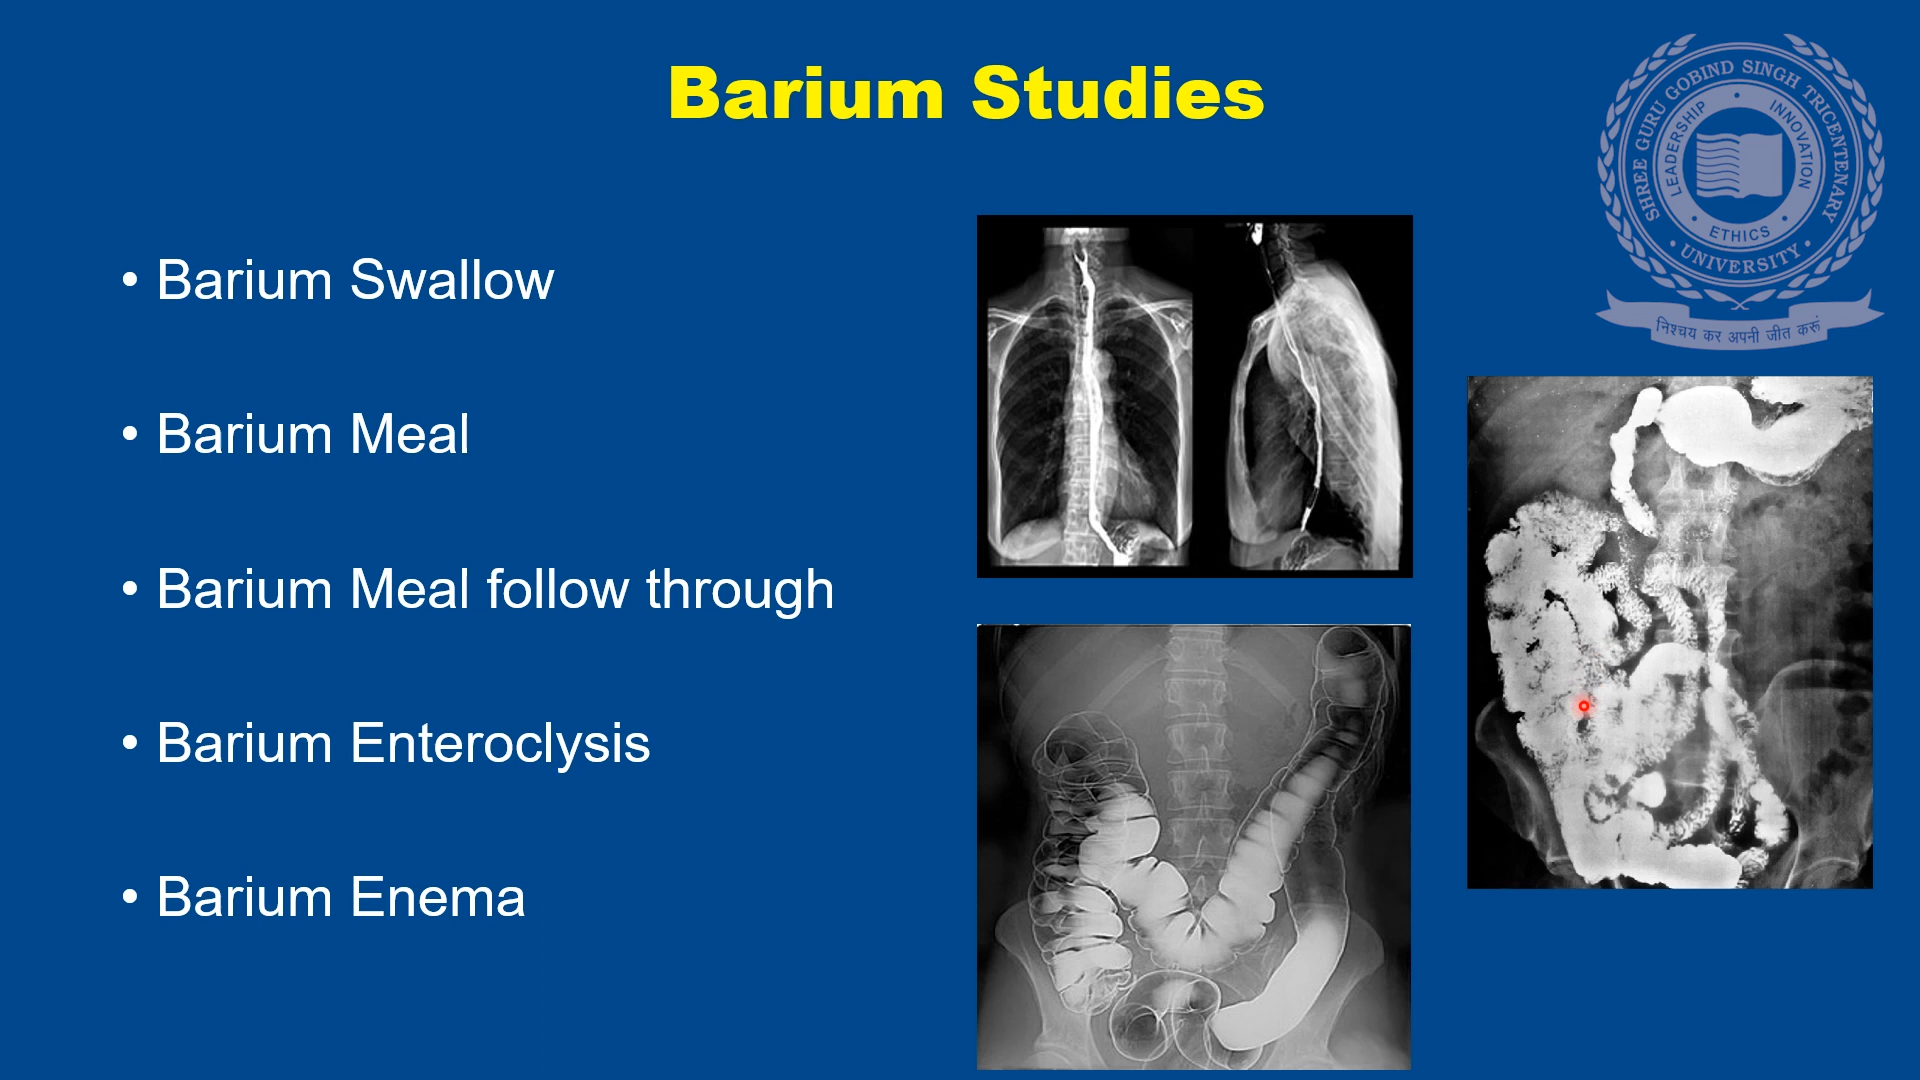 Barium Studies
• Barium Swallow
• Barium Meal
• Barium Meal follow through
• Barium Enteroclysis
• Barium Enema
SHREE GURU GOBIND SINGH TRICENTENARY
• UNIVERSITY •
LEADERSHIP • INNOVATION
• ETHICS •
निश्चय कर अपनी जीत करूं